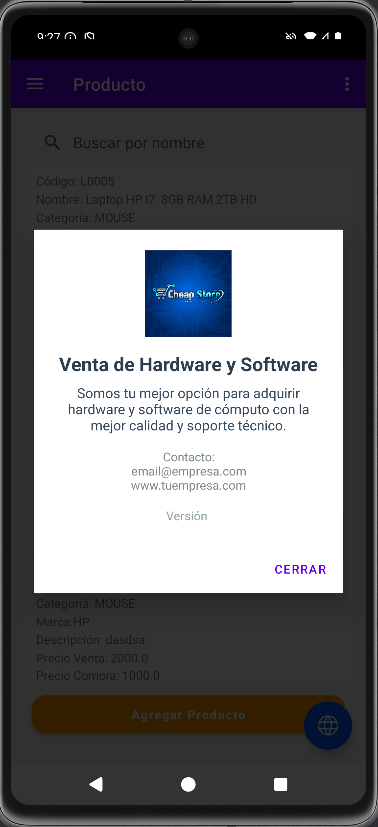 9:27
Producto
Buscar por nombre
Código: L0005
Nombre: Laptop HP I7 8GB RAM 2TB HD
Categoria: MOUSE
Cheap Store
Venta de Hardware y Software
Somos tu mejor opción para adquirir
hardware y software de cómputo con la
mejor calidad y soporte técnico.
Contacto:
email@empresa.com
www.tuempresa.com
Versión
CERRAR
Categoria: MOUSE
Marca:HP
Descripción: dasdsa
Precio Venta: 2000.0
Precio Compra: 1000.0
Agregar Producto